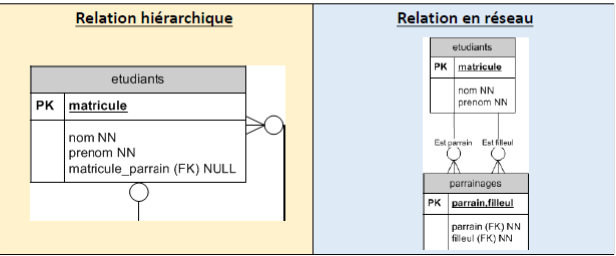 Relation hiérarchique
etudiants
PK matricule
nom NN
prenom NN
matricule_parrain (FK) NULL
Relation en réseau
etudiants
PK matricule
nom NN
prenom NN
Est parrain Est filleul
parrainages
PK parrain,filleul
parrain (FK) NN
filleul (FK) NN